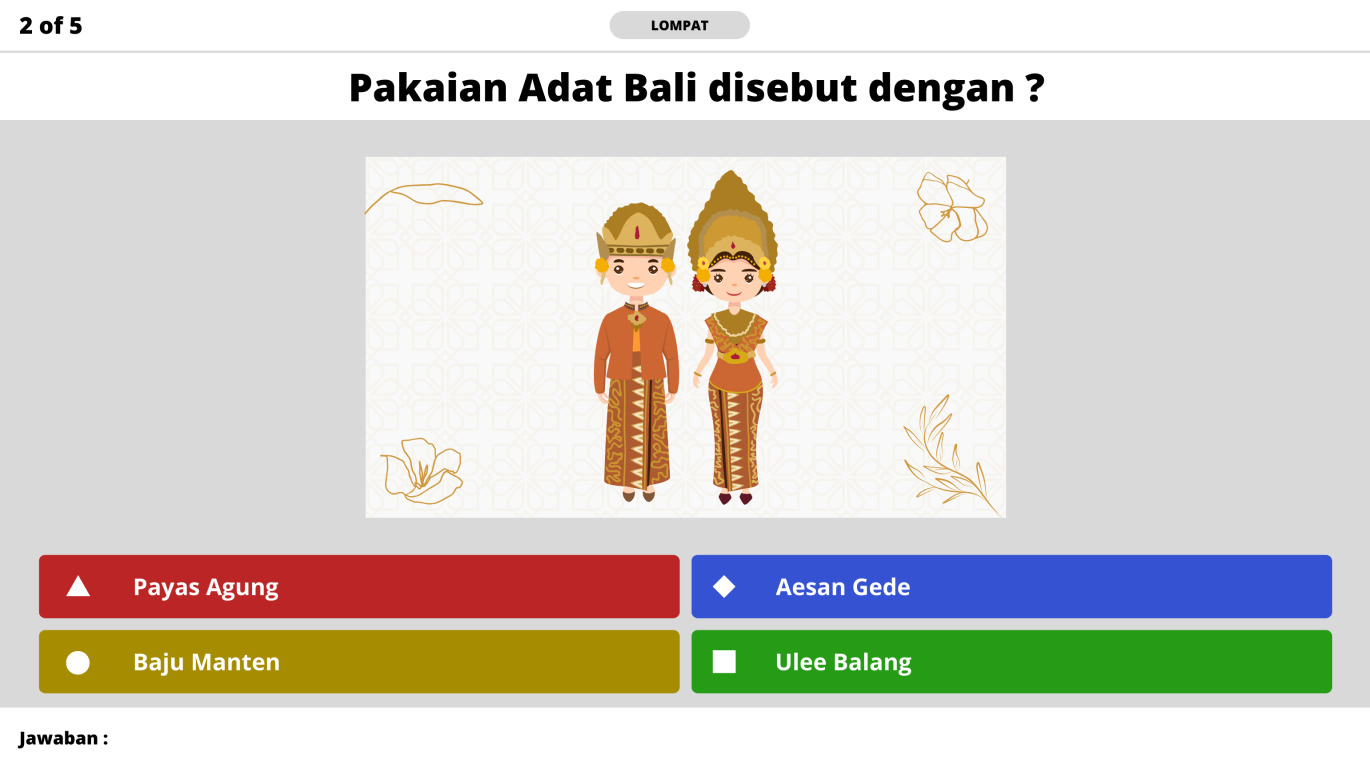 2 of 5
LOMPAT
Pakaian Adat Bali disebut dengan ?
Payas Agung
Aesan Gede
Baju Manten
Ulee Balang
Jawaban :